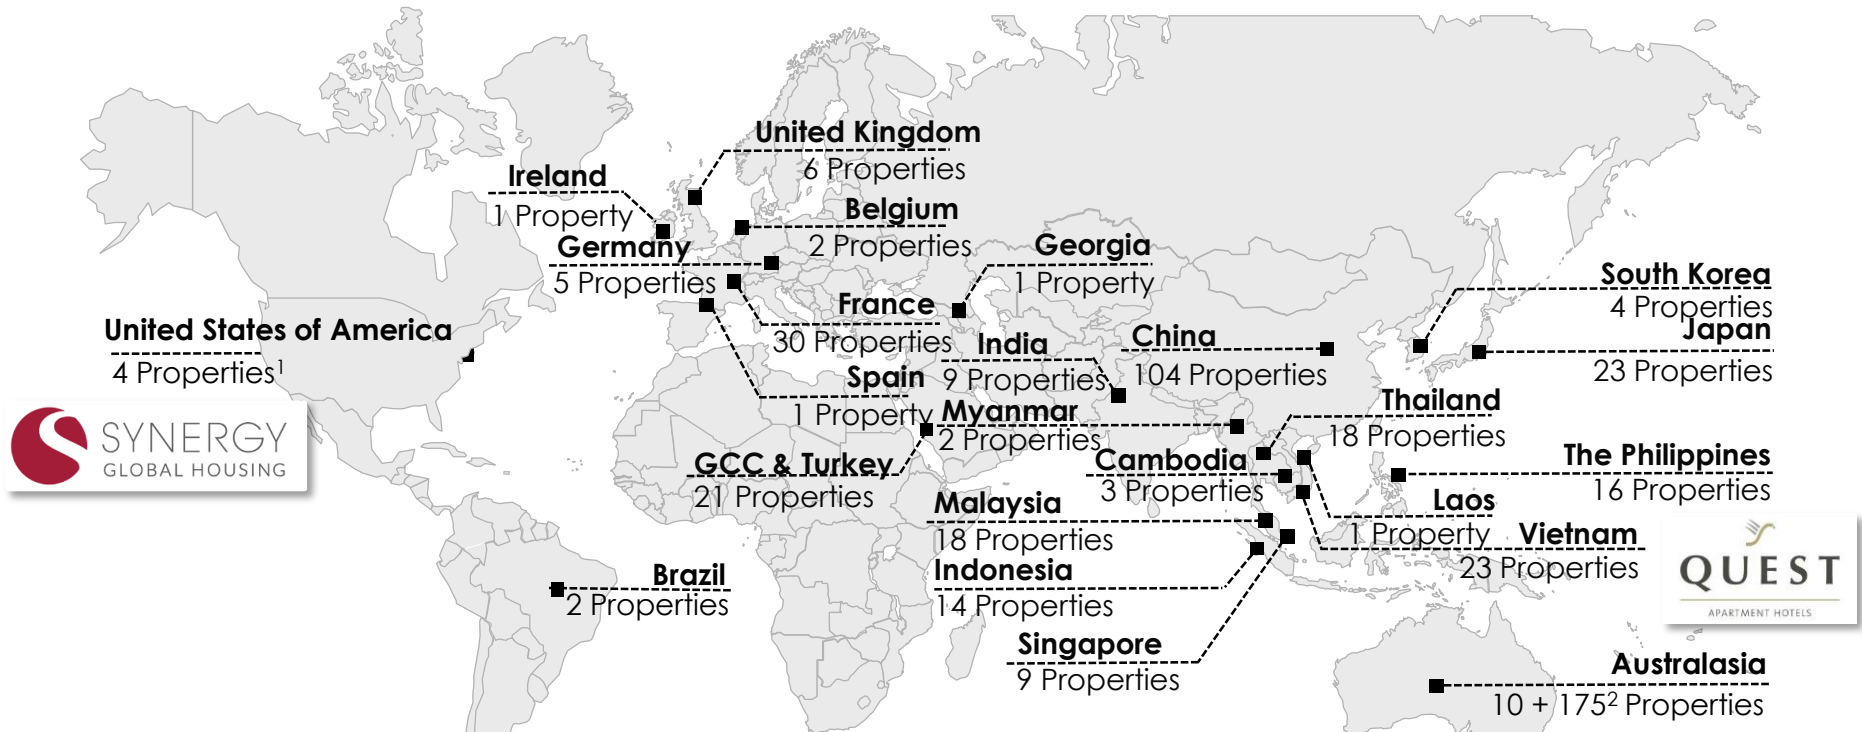 United Kingdom
6 Properties
Ireland
1 Property
Belgium
2 Properties
Germany
5 Properties
Georgia
1 Property
South Korea
4 Properties
France
30 Properties
United States of America
4 Properties¹
India
9 Properties
China
104 Properties
Japan
23 Properties
Spain
1 Property
Myanmar
2 Properties
Thailand
18 Properties
SYNERGY
GLOBAL HOUSING
GCC & Turkey
21 Properties
Cambodia
3 Properties
The Philippines
16 Properties
Malaysia
18 Properties
Laos
1 Property
Vietnam
23 Properties
QUEST
APARTMENT HOTELS
Indonesia
14 Properties
Brazil
2 Properties
Singapore
9 Properties
Australasia
10 + 175² Properties